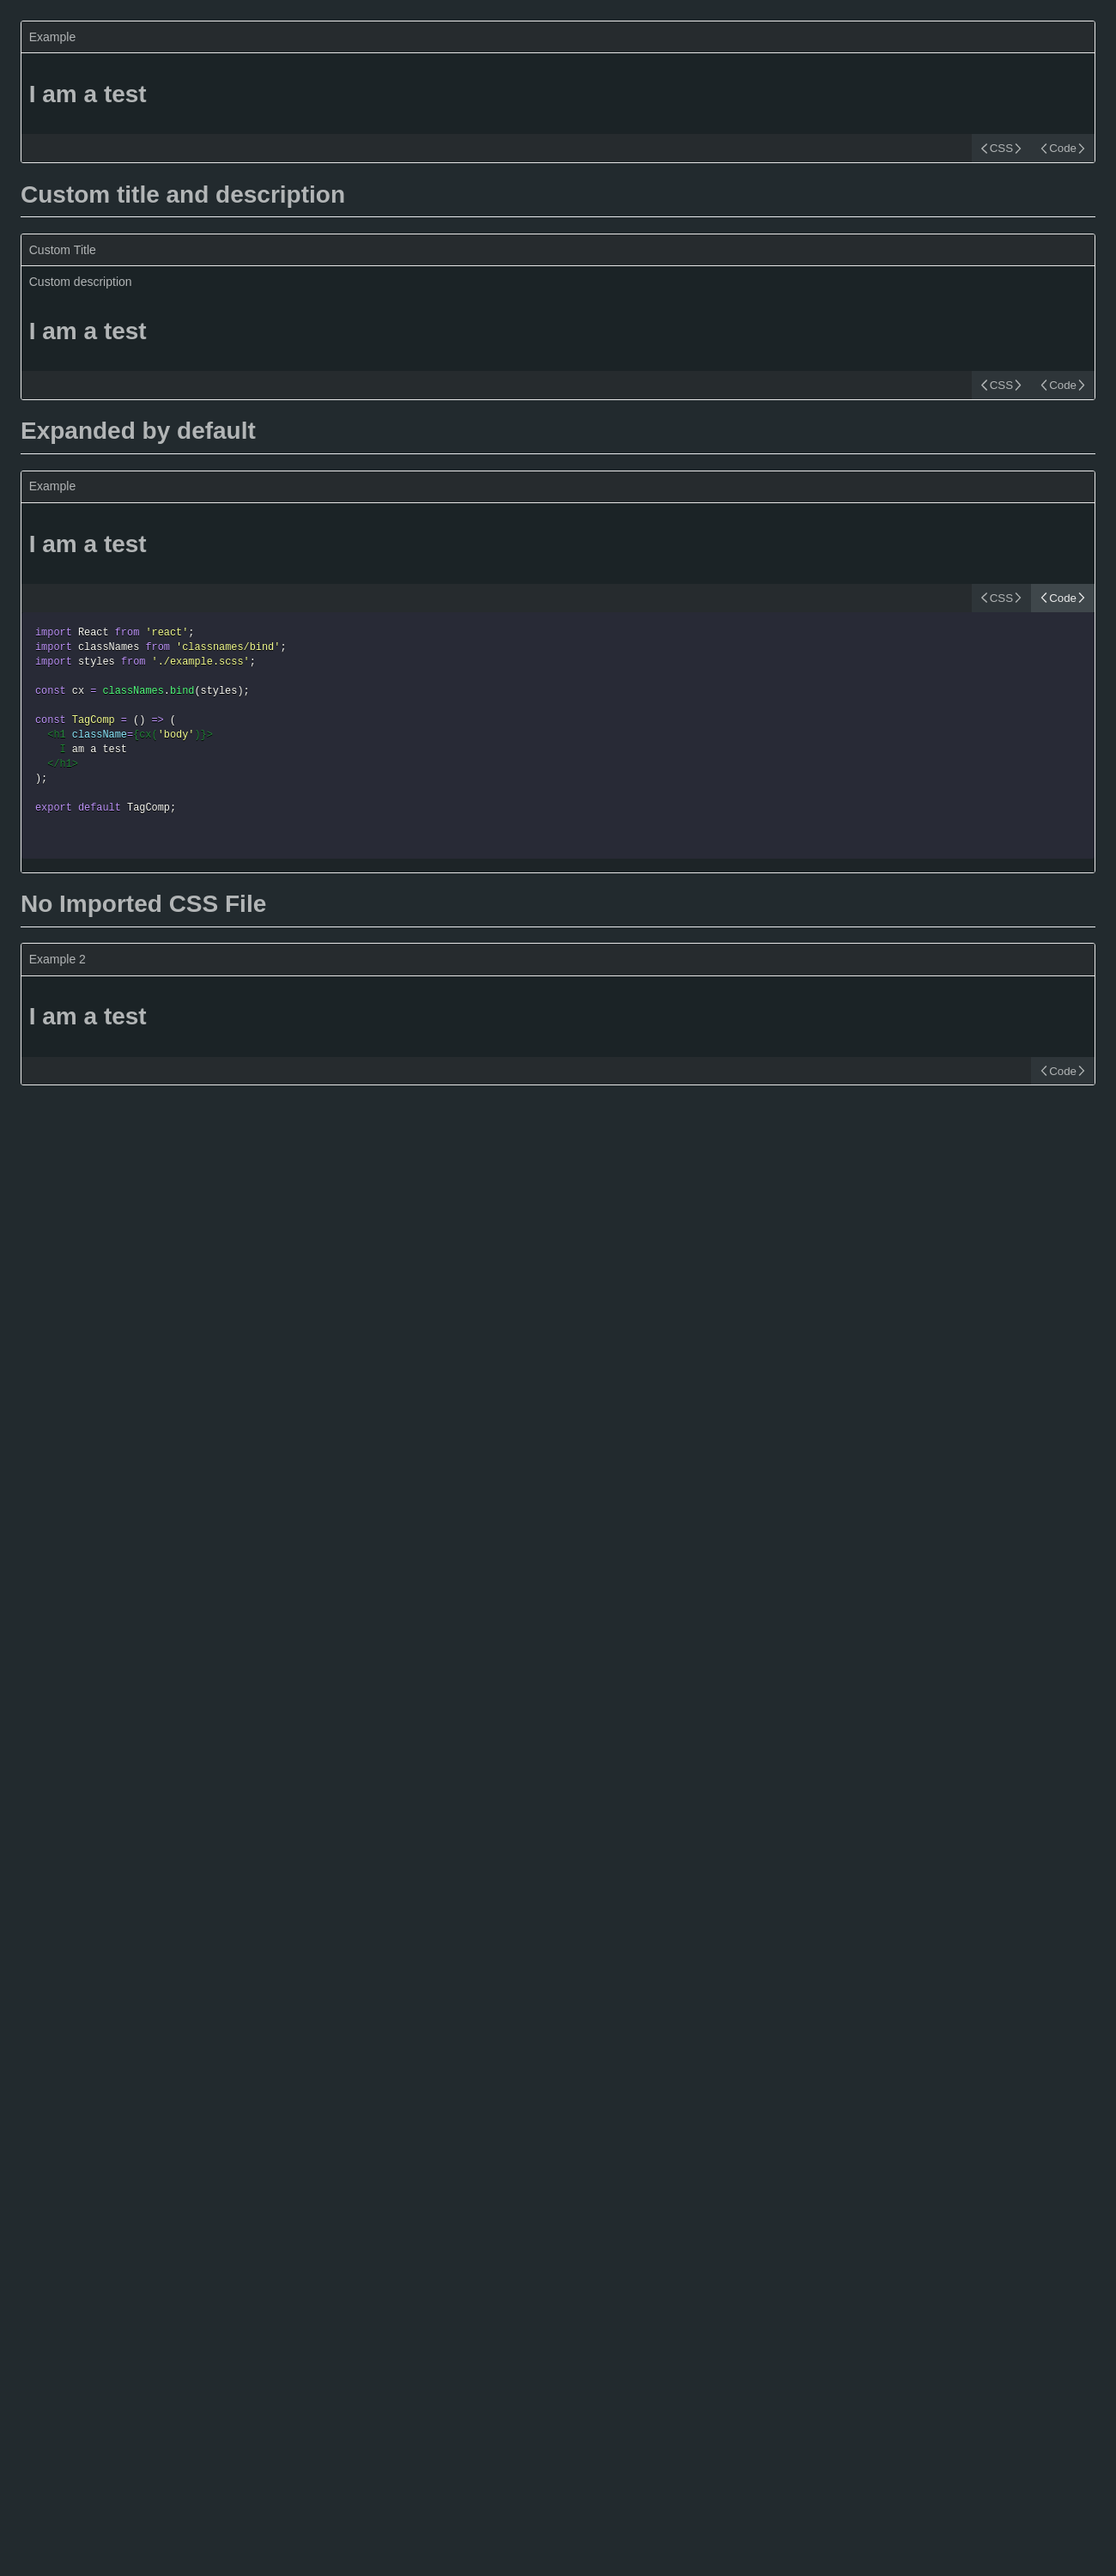 Example
I am a test
CSS Code
Custom title and description
Custom Title
Custom description
I am a test
CSS Code
Expanded by default
Example
I am a test
CSS Code
import React from 'react';
import classNames from 'classnames/bind';
import styles from './example.scss';
const cx = classNames.bind(styles);
const TagComp = () => (
<h1 className={cx('body')}>
I am a test
</h1>
);
export default TagComp;
No Imported CSS File
Example 2
I am a test
Code